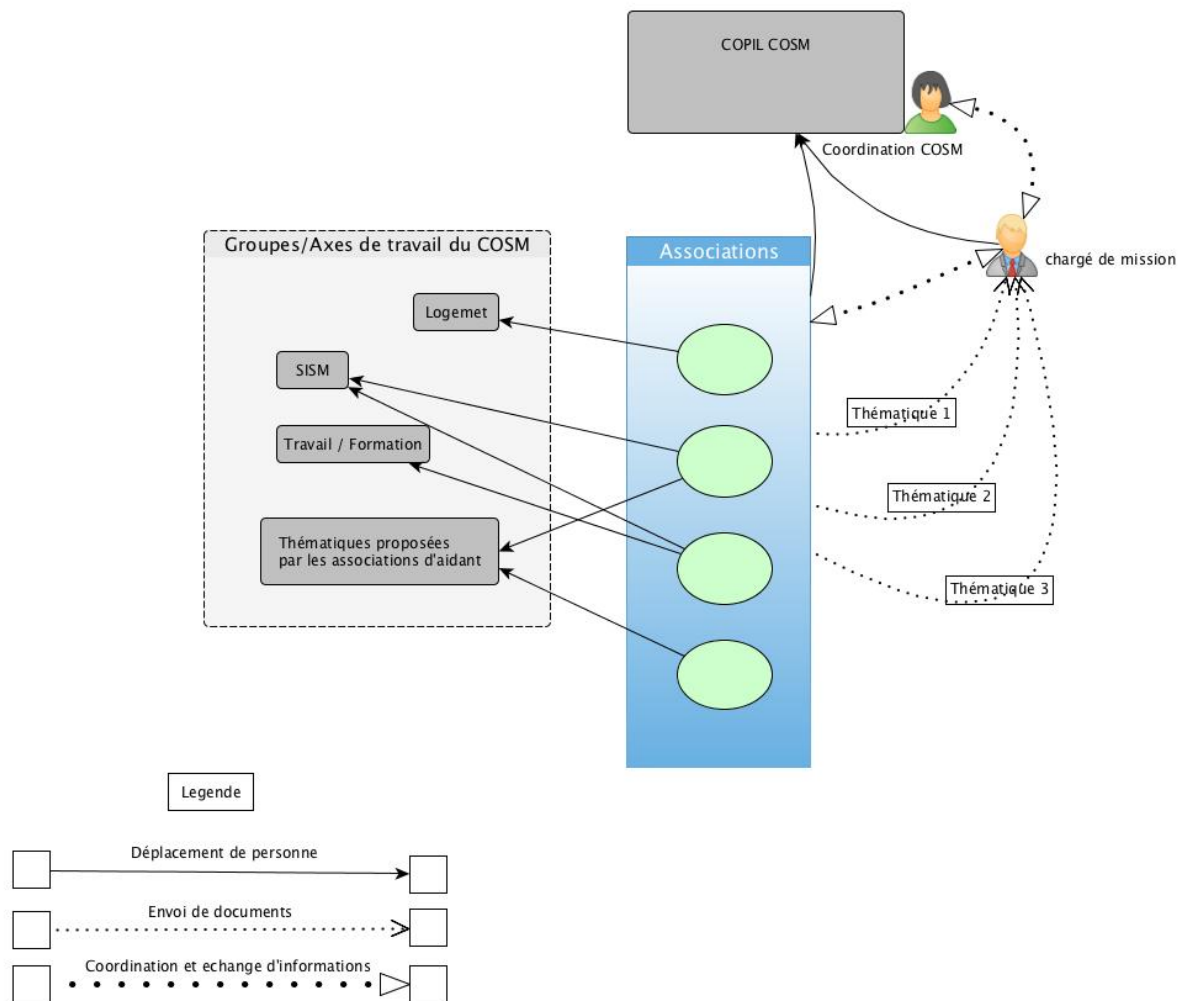 COPIL COSM
Coordination COSM
chargé de mission
Groupes/Axes de travail du COSM
Associations
Logemet
SISM
Travail / Formation
Thématiques proposées
par les associations d'aidant
Thématique 1
Thématique 2
Thématique 3
Legende
Déplacement de personne
Envoi de documents
Coordination et echange d'informations